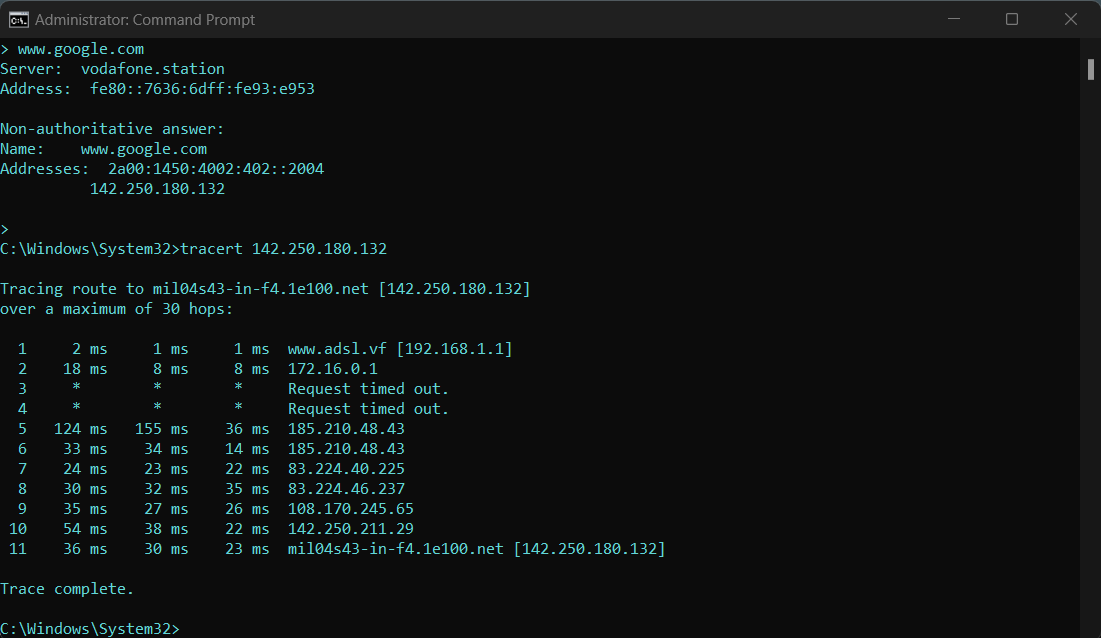 Administrator: Command Prompt
> www.google.com
Server:  vodafone.station
Address:  fe80::7636:6dff:fe93:e953
Non-authoritative answer:
Name:    www.google.com
Addresses:  2a00:1450:4002:402::2004
          142.250.180.132
>
C:\Windows\System32>tracert 142.250.180.132
Tracing route to mil04s43-in-f4.1e100.net [142.250.180.132]
over a maximum of 30 hops:
  1     2 ms     1 ms     1 ms  www.adsl.vf [192.168.1.1]
  2    18 ms     8 ms     8 ms  172.16.0.1
  3     *        *        *     Request timed out.
  4     *        *        *     Request timed out.
  5   124 ms   155 ms    36 ms  185.210.48.43
  6    33 ms    34 ms    14 ms  185.210.48.43
  7    24 ms    23 ms    22 ms  83.224.40.225
  8    30 ms    32 ms    35 ms  83.224.46.237
  9    35 ms    27 ms    26 ms  108.170.245.65
 10    54 ms    38 ms    22 ms  142.250.211.29
 11    36 ms    30 ms    23 ms  mil04s43-in-f4.1e100.net [142.250.180.132]
Trace complete.
C:\Windows\System32>